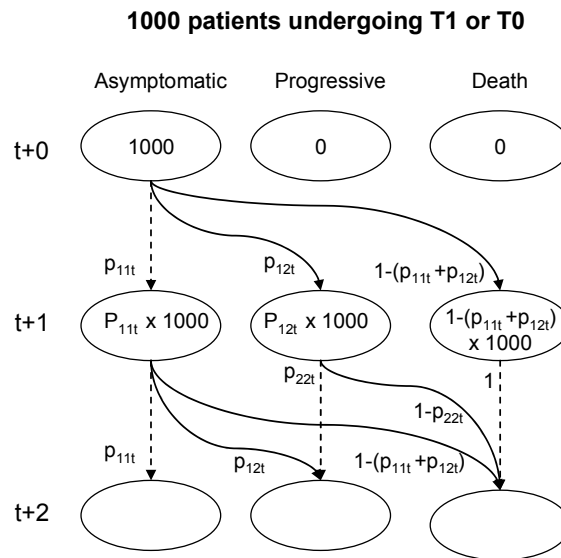 1000 patients undergoing T1 or T0
Asymptomatic Progressive Death
t+0 1000 0 0
p₁₁ₜ p₁₂ₜ 1-(p₁₁ₜ +p₁₂ₜ)
t+1 P₁₁ₜ x 1000 P₁₂ₜ x 1000 1-(p₁₁ₜ +p₁₂ₜ)
x 1000
p₂₂ₜ 1
1-p₂₂ₜ
p₁₁ₜ p₁₂ₜ 1-(p₁₁ₜ +p₁₂ₜ)
t+2